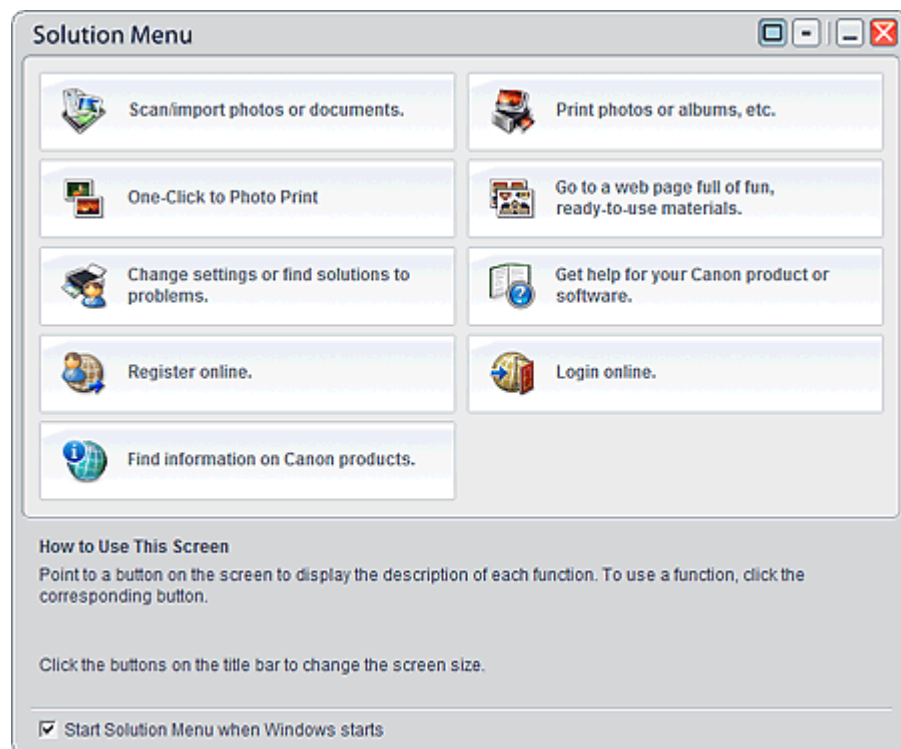 Solution Menu
Scan/import photos or documents.
Print photos or albums, etc.
One-Click to Photo Print
Go to a web page full of fun,
ready-to-use materials.
Change settings or find solutions to
problems.
Get help for your Canon product or
software.
Register online.
Login online.
Find information on Canon products.
How to Use This Screen
Point to a button on the screen to display the description of each function. To use a function, click the
corresponding button.
Click the buttons on the title bar to change the screen size.
Start Solution Menu when Windows starts